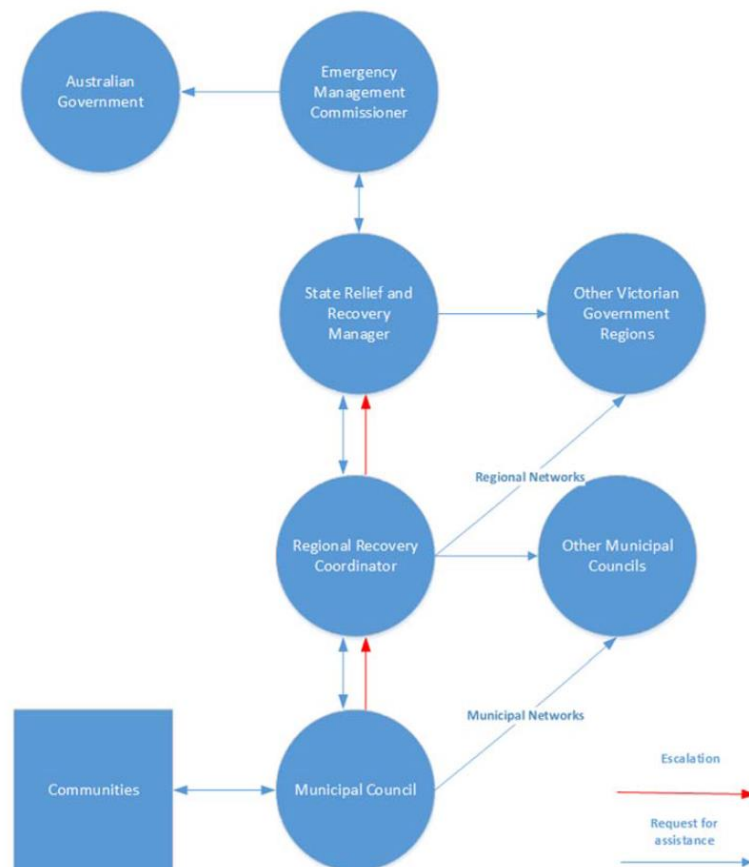 Australian
Government
Emergency
Management
Commissioner
State Relief and
Recovery
Manager
Other Victorian
Government
Regions
Regional Networks
Regional Recovery
Coordinator
Other Municipal
Councils
Municipal Networks
Communities
Municipal Council
Escalation
Request for
assistance